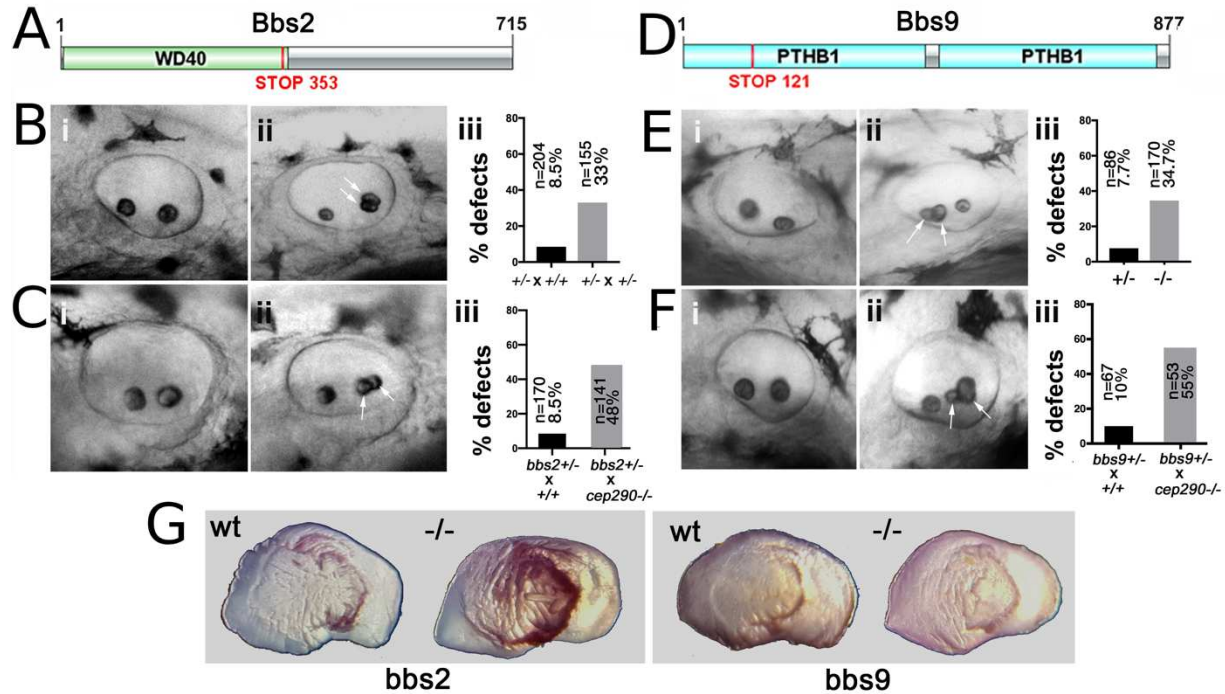 A
Bbs2
1
715
WD40
STOP 353
D
Bbs9
1
877
PTHB1
PTHB1
STOP 121
B
i
ii
iii
% defects
80
60
40
20
0
n=204
8.5%
n=155
33%
+/- x +/+
+/- x +/-
E
i
ii
iii
% defects
80
60
40
20
0
n=86
7.7%
n=170
34.7%
+/-
-/-
C
i
ii
iii
% defects
80
60
40
20
0
n=170
8.5%
n=141
48%
bbs2+/-
x
+/+
bbs2+/-
x
cep290-/-
F
i
ii
iii
% defects
80
60
40
20
0
n=67
10%
n=53
55%
bbs9+/-
x
+/+
bbs9+/-
x
cep290-/-
G
wt
-/-
bbs2
wt
-/-
bbs9